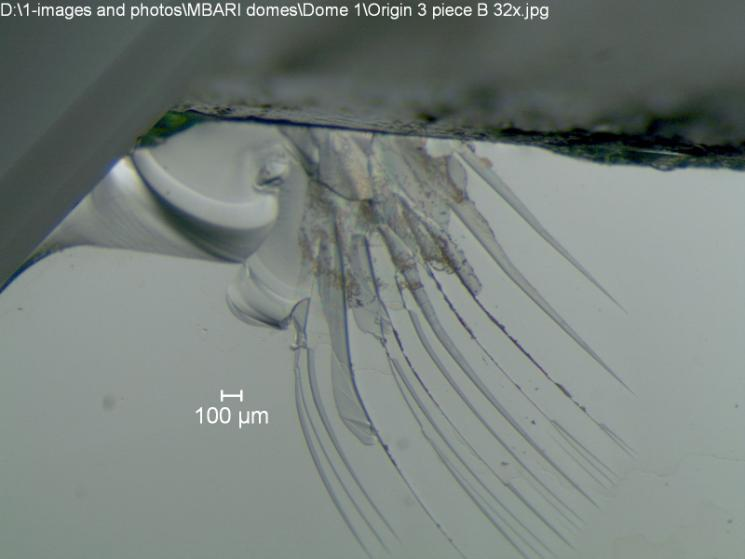 D:\1-images and photos\MBARI domes\Dome 1\Origin 3 piece B 32x.jpg
100 µm